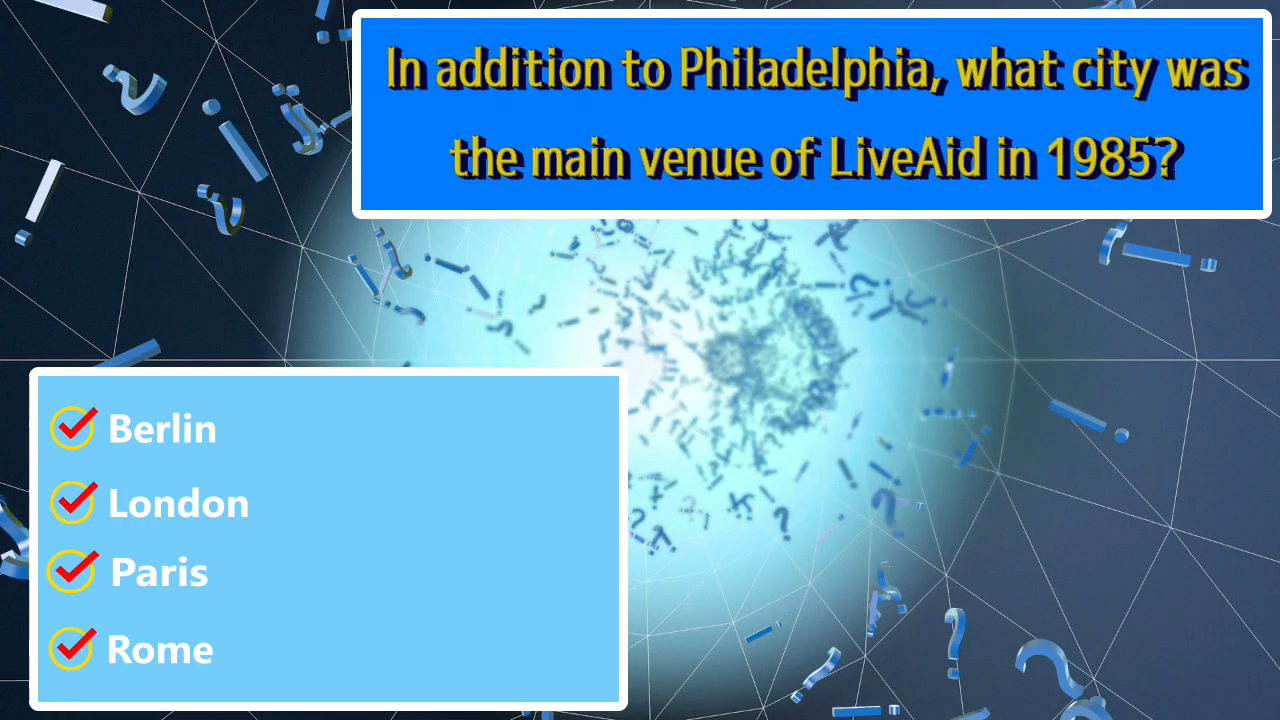 In addition to Philadelphia, what city was
the main venue of LiveAid in 1985?
Berlin
London
Paris
Rome